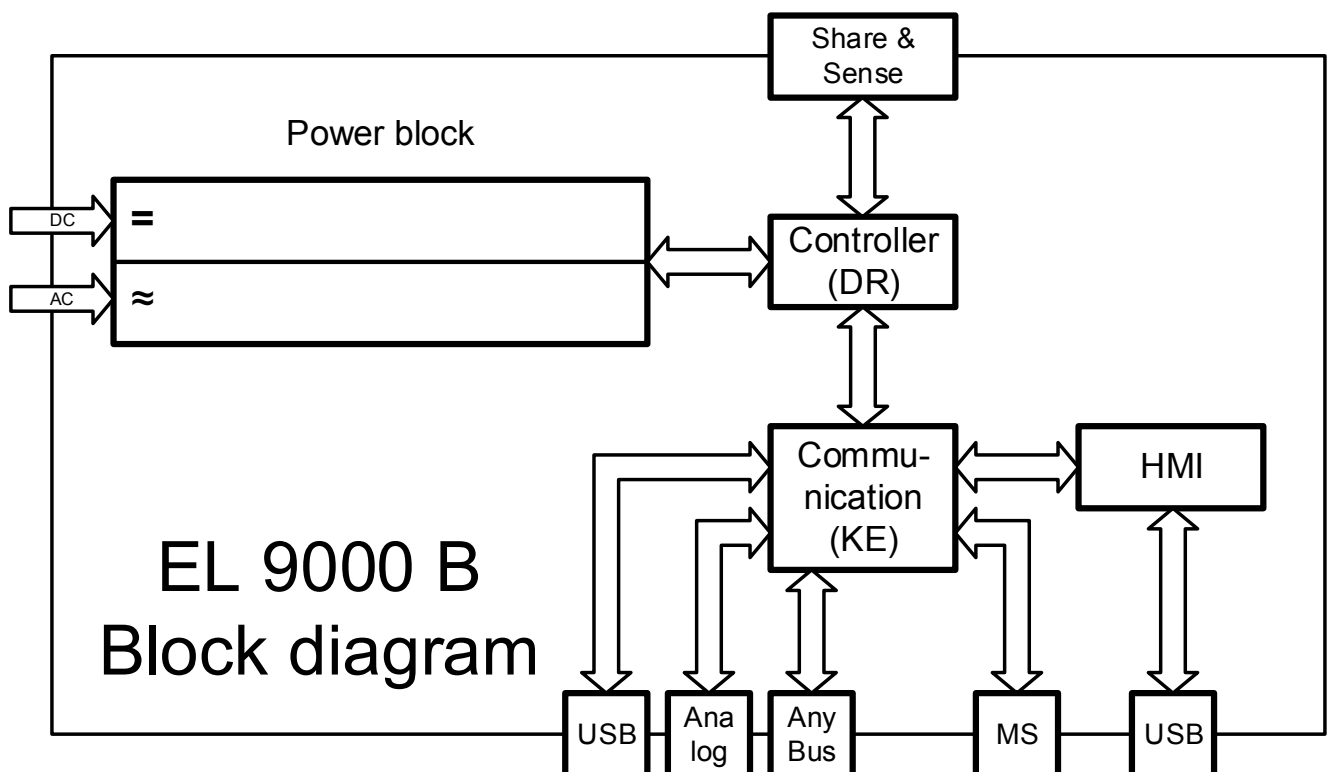 Share &
Sense
Power block
DC
=
AC
≈
Controller
(DR)
Commu-
nication
(KE)
HMI
EL 9000 B
Block diagram
USB
Ana
log
Any
Bus
MS
USB